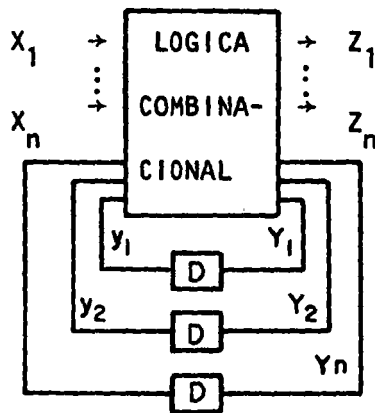 X1 → LOGICA → Z1
Xn → COMBINA- → Zn
CIONAL
y1 Y1
D
y2 Y2
D
Yn
D